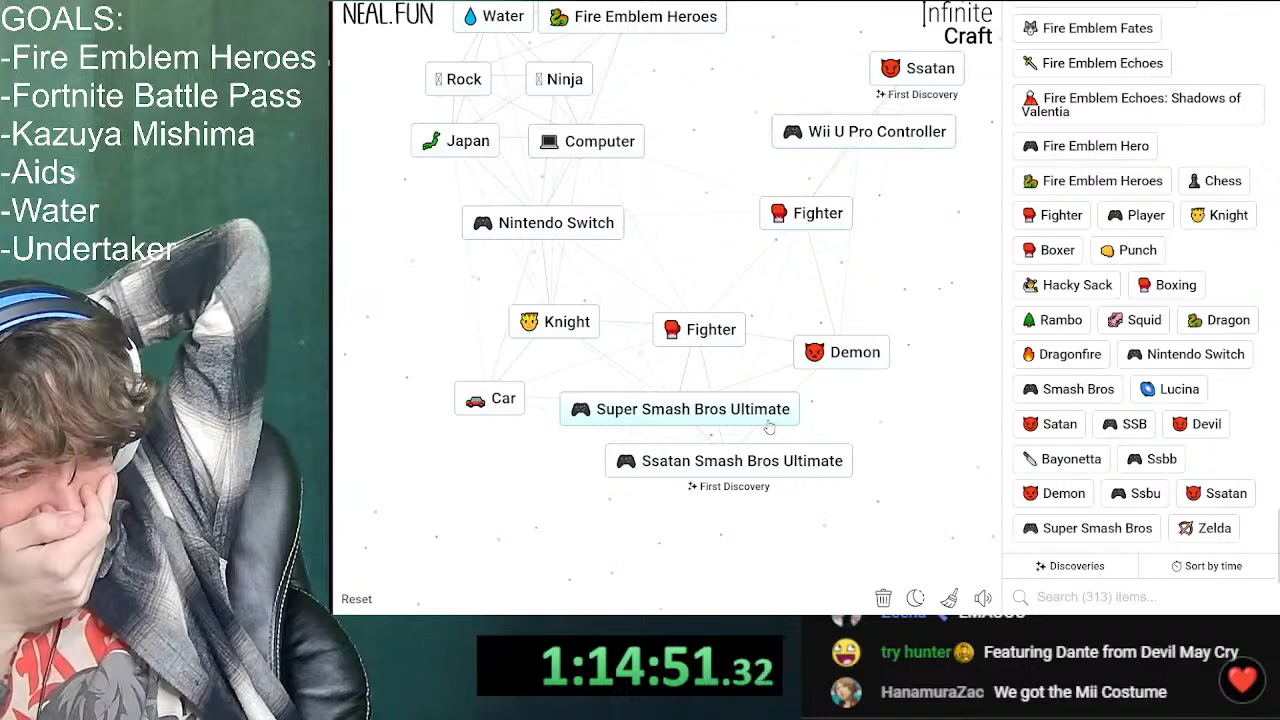 GOALS:
-Fire Emblem Heroes
-Fortnite Battle Pass
-Kazuya Mishima
-Aids
-Water
-Undertaker
NEAL.FUN
Infinite
Craft
Water
Fire Emblem Heroes
Rock
Ninja
Ssatan
First Discovery
Japan
Computer
Wii U Pro Controller
Nintendo Switch
Fighter
Knight
Fighter
Demon
Car
Super Smash Bros Ultimate
Ssatan Smash Bros Ultimate
First Discovery
Reset
Fire Emblem Fates
Fire Emblem Echoes
Fire Emblem Echoes: Shadows of
Valentia
Fire Emblem Hero
Fire Emblem Heroes Chess
Fighter Player Knight
Boxer Punch
Hacky Sack Boxing
Rambo Squid Dragon
Dragonfire Nintendo Switch
Smash Bros Lucina
Satan SSB Devil
Bayonetta Ssbb
Demon Ssbu Ssatan
Super Smash Bros Zelda
Discoveries Sort by time
Search (313) items...
1:14:51.32
try hunter Featuring Dante from Devil May Cry
HanamuraZac We got the Mii Costume